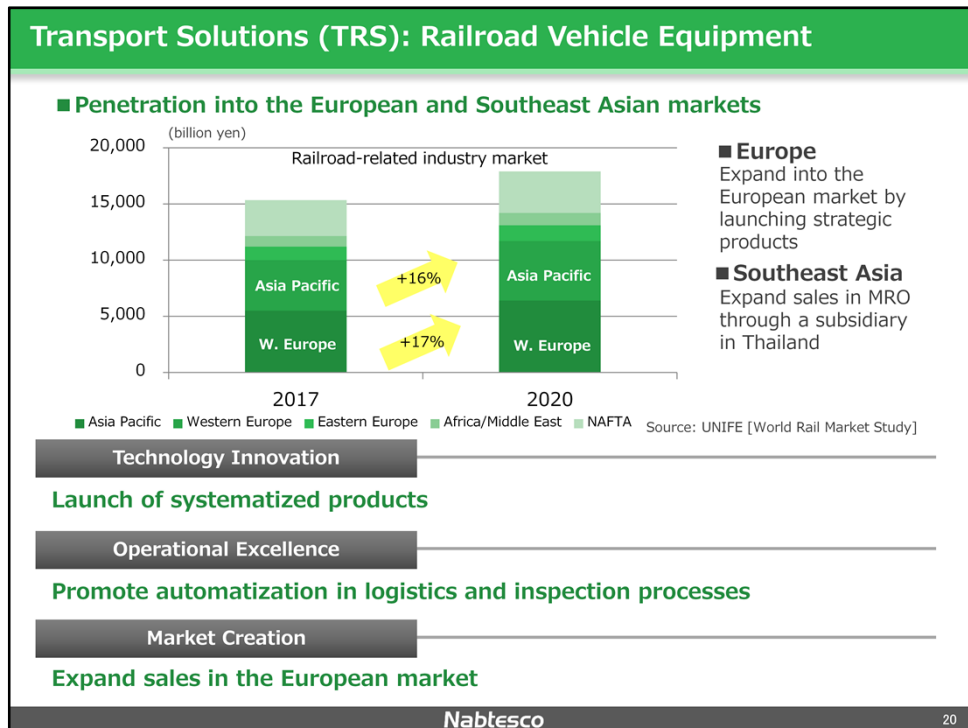 Transport Solutions (TRS): Railroad Vehicle Equipment
■Penetration into the European and Southeast Asian markets
(billion yen)
Railroad-related industry market
20,000
15,000
10,000
5,000
0
Asia Pacific
W. Europe
+16%
+17%
Asia Pacific
W. Europe
2017
2020
■Asia Pacific ■Western Europe ■Eastern Europe ■Africa/Middle East ■NAFTA
Source: UNIFE [World Rail Market Study]
■Europe
Expand into the
European market by
launching strategic
products
■Southeast Asia
Expand sales in MRO
through a subsidiary
in Thailand
Technology Innovation
Launch of systematized products
Operational Excellence
Promote automatization in logistics and inspection processes
Market Creation
Expand sales in the European market
Nabtesco
20